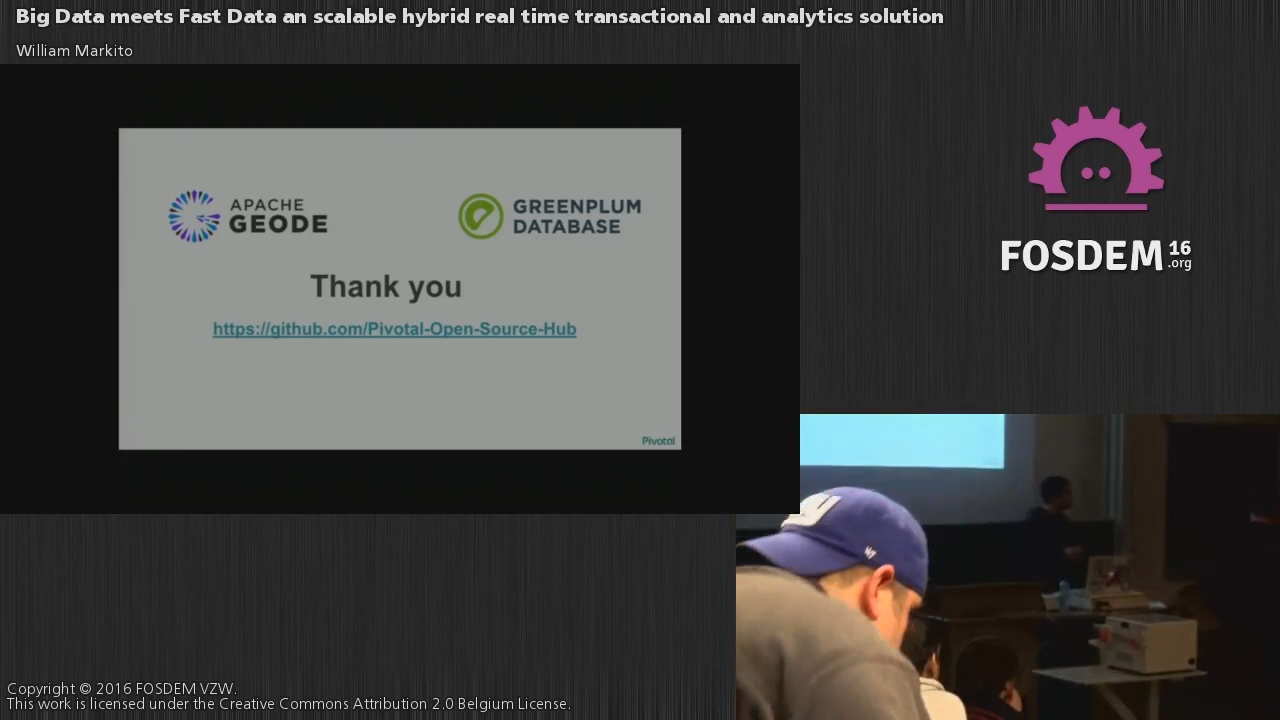 Big Data meets Fast Data an scalable hybrid real time transactional and analytics solution
William Markito
APACHE
GEODE
GREENPLUM
DATABASE
Thank you
https://github.com/Pivotal-Open-Source-Hub
Pivotal
FOSDEM 16
.org
47
Copyright © 2016 FOSDEM VZW.
This work is licensed under the Creative Commons Attribution 2.0 Belgium License.